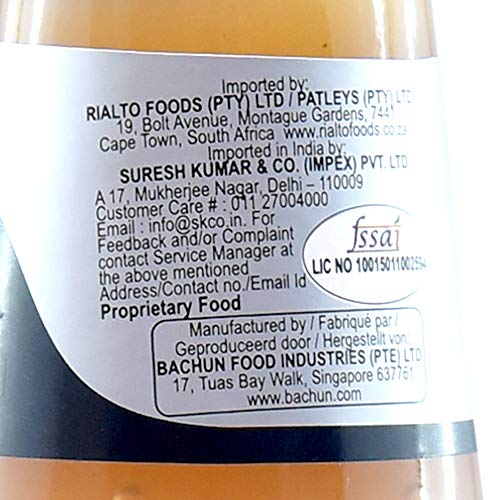 Imported by:
RIALTO FOODS (PTY) LTD / PATLEYS (PTY) LTD
19, Bolt Avenue, Montague Gardens, 7441
Cape Town, South Africa www.rialtofoods.co.za
Imported in India by:
SURESH KUMAR & CO. (IMPEX) PVT. LTD
A 17, Mukherjee Nagar, Delhi – 110009
Customer Care # : 011 27004000
Email : info@skco.in. For
Feedback and/or Complaint
contact Service Manager at
the above mentioned
Address/Contact no./Email Id
fssai
LIC NO 10015011002554
Proprietary Food
Manufactured by / Fabriqué par /
Geproduceerd door / Hergestellt von:
BACHUN FOOD INDUSTRIES (PTE) LTD
17, Tuas Bay Walk, Singapore 637761
www.bachun.com